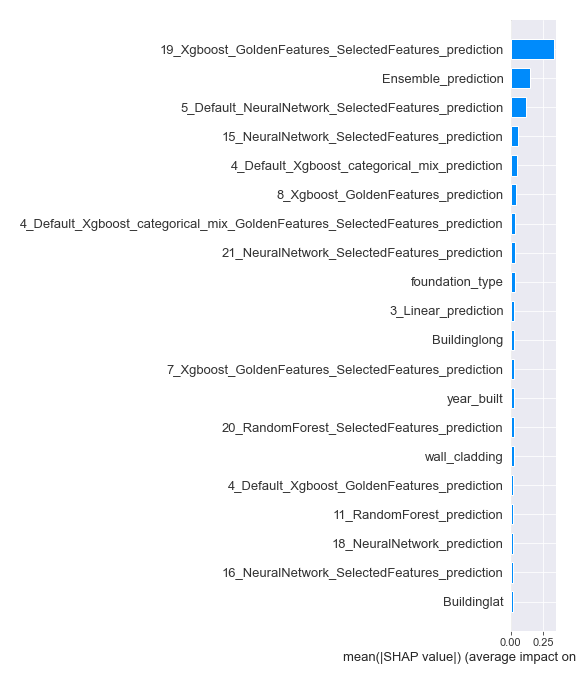 19_Xgboost_GoldenFeatures_SelectedFeatures_prediction
Ensemble_prediction
5_Default_NeuralNetwork_SelectedFeatures_prediction
15_NeuralNetwork_SelectedFeatures_prediction
4_Default_Xgboost_categorical_mix_prediction
8_Xgboost_GoldenFeatures_prediction
4_Default_Xgboost_categorical_mix_GoldenFeatures_SelectedFeatures_prediction
21_NeuralNetwork_SelectedFeatures_prediction
foundation_type
3_Linear_prediction
Buildinglong
7_Xgboost_GoldenFeatures_SelectedFeatures_prediction
year_built
20_RandomForest_SelectedFeatures_prediction
wall_cladding
4_Default_Xgboost_GoldenFeatures_prediction
11_RandomForest_prediction
18_NeuralNetwork_prediction
16_NeuralNetwork_SelectedFeatures_prediction
Buildinglat
0.00 0.25
mean(|SHAP value|) (average impact on